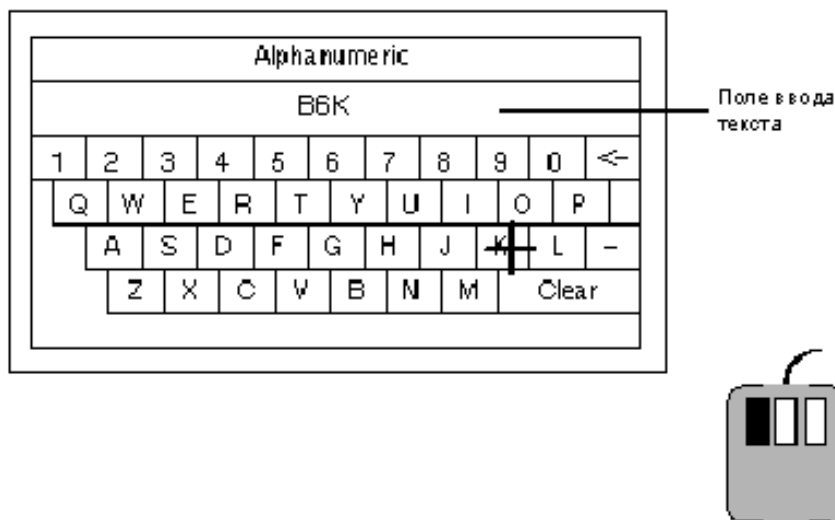 Alphanumeric
B6K
Поле ввода
текста
1 2 3 4 5 6 7 8 9 0 <-
Q W E R T Y U I O P
A S D F G H J K L -
Z X C V B N M Clear